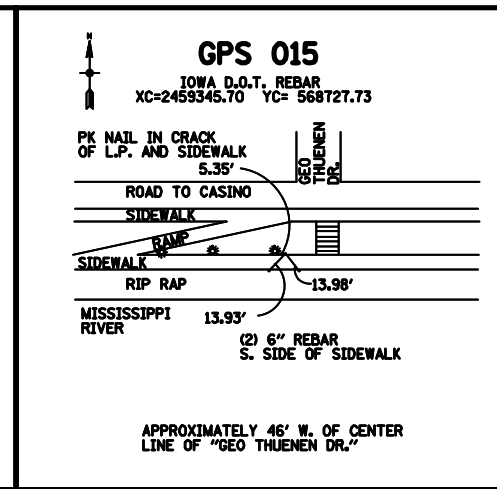 N
GPS 015
IOWA D.O.T. REBAR
XC=2459345.70 YC= 568727.73
PK NAIL IN CRACK
OF L.P. AND SIDEWALK
5.35'
GEO
THUENEN
DR.
ROAD TO CASINO
SIDEWALK
RAMP
SIDEWALK
RIP RAP
13.98'
MISSISSIPPI
RIVER
13.93'
(2) 6" REBAR
S. SIDE OF SIDEWALK
APPROXIMATELY 46' W. OF CENTER
LINE OF "GEO THUENEN DR."